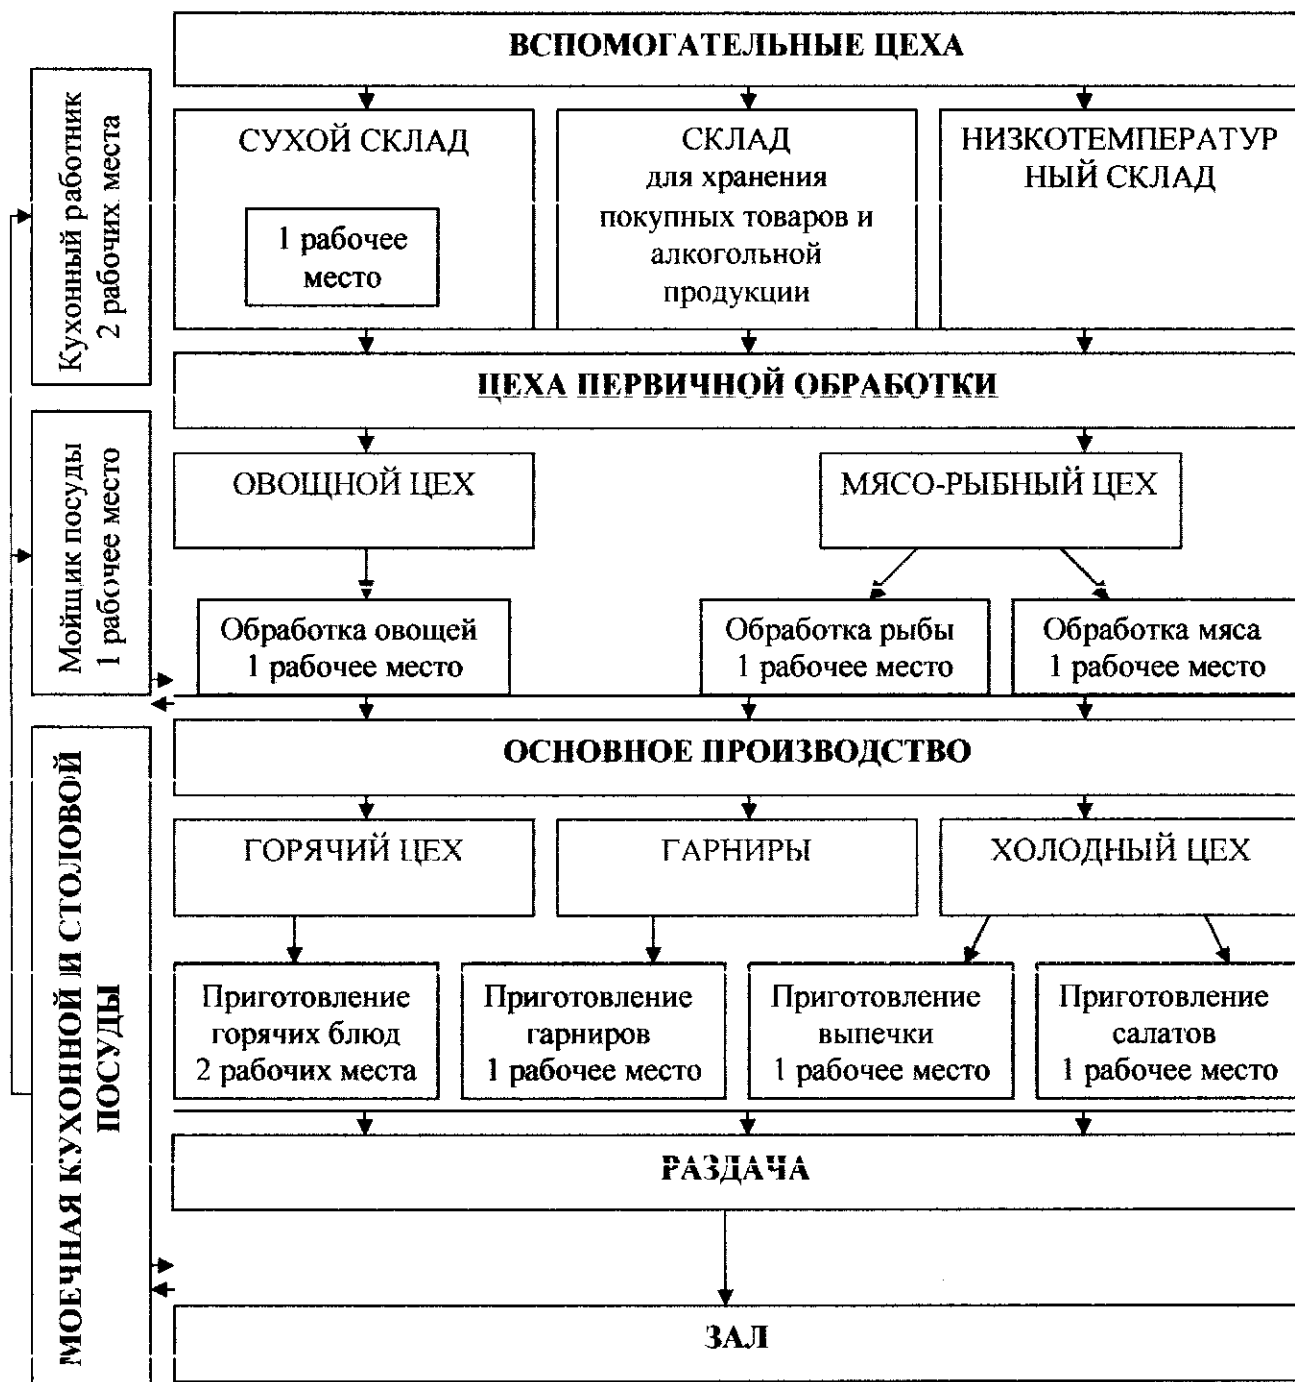 ВСПОМОГАТЕЛЬНЫЕ ЦЕХА
Кухонный работник
2 рабочих места
СУХОЙ СКЛАД
1 рабочее
место
СКЛАД
для хранения
покупных товаров и
алкогольной
продукции
НИЗКОТЕМПЕРАТУР
НЫЙ СКЛАД
ЦЕХА ПЕРВИЧНОЙ ОБРАБОТКИ
Мойщик посуды
1 рабочее место
ОВОЩНОЙ ЦЕХ
МЯСО-РЫБНЫЙ ЦЕХ
Обработка овощей
1 рабочее место
Обработка рыбы
1 рабочее место
Обработка мяса
1 рабочее место
ОСНОВНОЕ ПРОИЗВОДСТВО
МОЕЧНАЯ КУХОННОЙ И СТОЛОВОЙ
ПОСУДЫ
ГОРЯЧИЙ ЦЕХ
ГАРНИРЫ
ХОЛОДНЫЙ ЦЕХ
Приготовление
горячих блюд
2 рабочих места
Приготовление
гарниров
1 рабочее место
Приготовление
выпечки
1 рабочее место
Приготовление
салатов
1 рабочее место
РАЗДАЧА
ЗАЛ